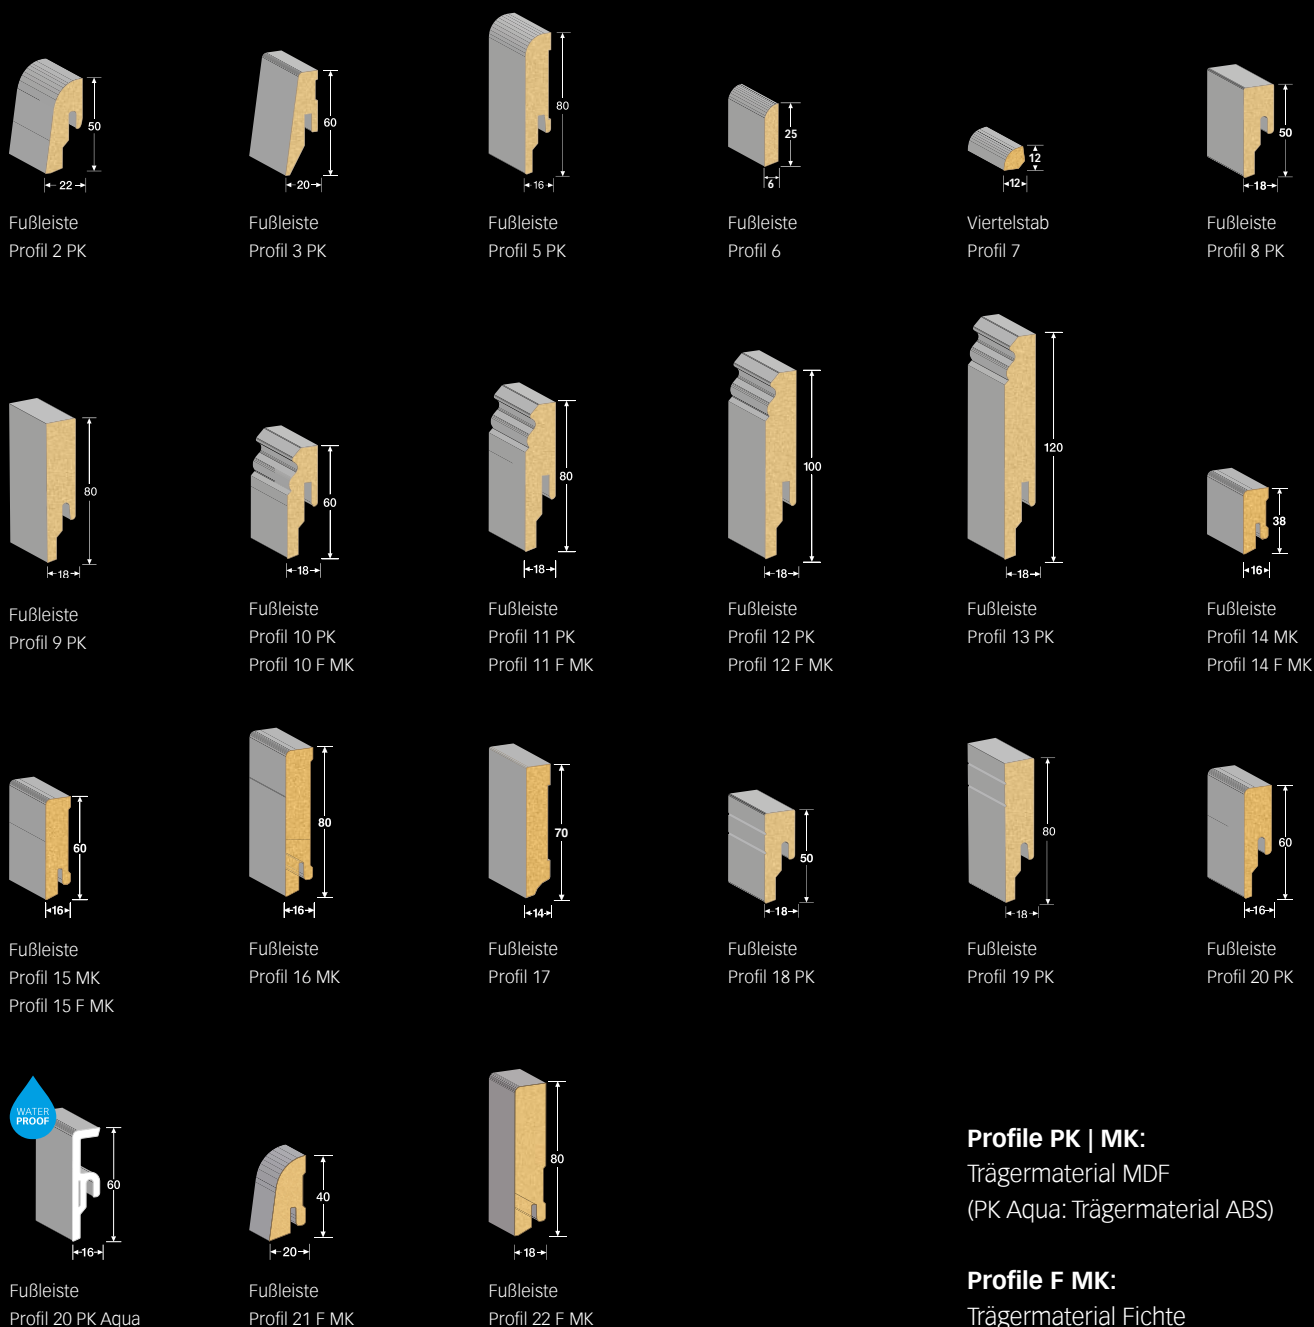 50
22
Fußleiste
Profil 2 PK
60
20
Fußleiste
Profil 3 PK
80
16
Fußleiste
Profil 5 PK
25
6
Fußleiste
Profil 6
12
12
Viertelstab
Profil 7
50
18
Fußleiste
Profil 8 PK
80
18
Fußleiste
Profil 9 PK
60
18
Fußleiste
Profil 10 PK
Profil 10 F MK
80
18
Fußleiste
Profil 11 PK
Profil 11 F MK
100
18
Fußleiste
Profil 12 PK
Profil 12 F MK
120
18
Fußleiste
Profil 13 PK
38
16
Fußleiste
Profil 14 MK
Profil 14 F MK
60
16
Fußleiste
Profil 15 MK
Profil 15 F MK
80
16
Fußleiste
Profil 16 MK
70
14
Fußleiste
Profil 17
50
18
Fußleiste
Profil 18 PK
80
18
Fußleiste
Profil 19 PK
60
16
Fußleiste
Profil 20 PK
WATER
PROOF
60
16
Fußleiste
Profil 20 PK Aqua
40
20
Fußleiste
Profil 21 F MK
80
18
Fußleiste
Profil 22 F MK
Profile PK | MK:
Trägermaterial MDF
(PK Aqua: Trägermaterial ABS)
Profile F MK:
Trägermaterial Fichte